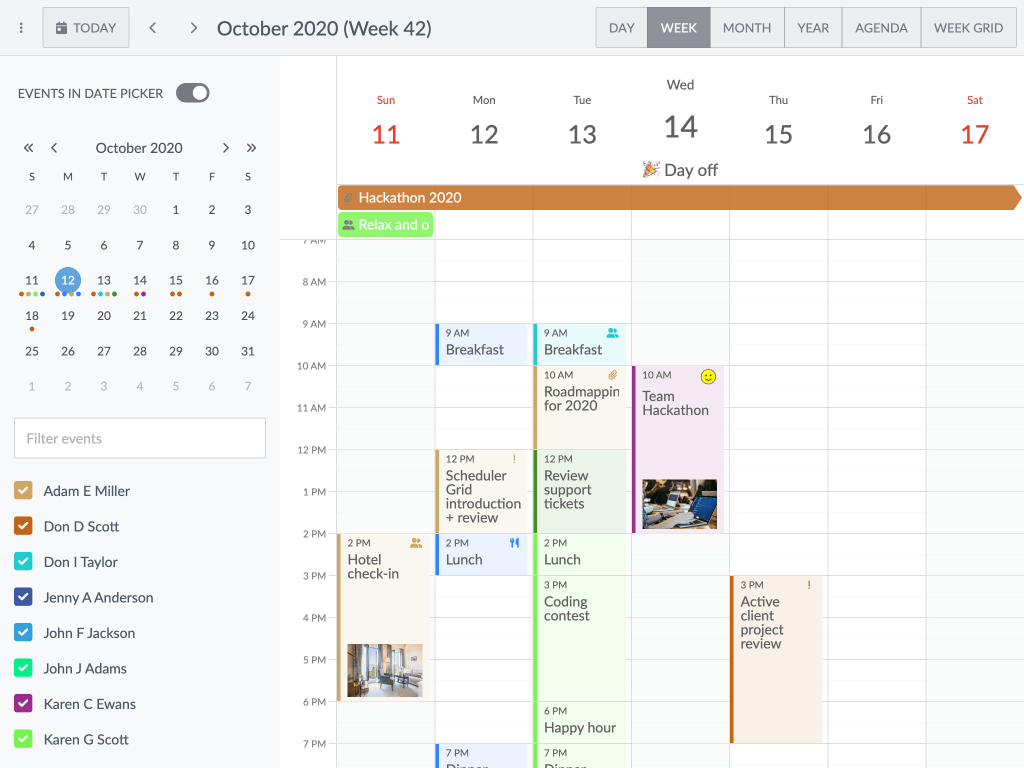 TODAY
October 2020 (Week 42)
DAY
WEEK
MONTH
YEAR
AGENDA
WEEK GRID
EVENTS IN DATE PICKER
October 2020
S M T W T F S
27 28 29 30 1 2 3
4 5 6 7 8 9 10
11 12 13 14 15 16 17
18 19 20 21 22 23 24
25 26 27 28 29 30 31
1 2 3 4 5 6 7
Filter events
Adam E Miller
Don D Scott
Don I Taylor
Jenny A Anderson
John F Jackson
John J Adams
Karen C Ewans
Karen G Scott
Sun
11
Mon
12
Tue
13
Wed
14
🎉 Day off
Thu
15
Fri
16
Sat
17
Hackathon 2020
Relax and o
7 AM
8 AM
9 AM
10 AM
11 AM
12 PM
1 PM
2 PM
3 PM
4 PM
5 PM
6 PM
7 PM
2 PM
Hotel
check-in
9 AM
Breakfast
12 PM
Scheduler
Grid
introduction
+ review
2 PM
Lunch
7 PM
Dinner
9 AM
Breakfast
10 AM
Roadmappin
for 2020
12 PM
Review
support
tickets
2 PM
Lunch
3 PM
Coding
contest
6 PM
Happy hour
7 PM
Dinner
10 AM
Team
Hackathon
3 PM
Active
client
project
review